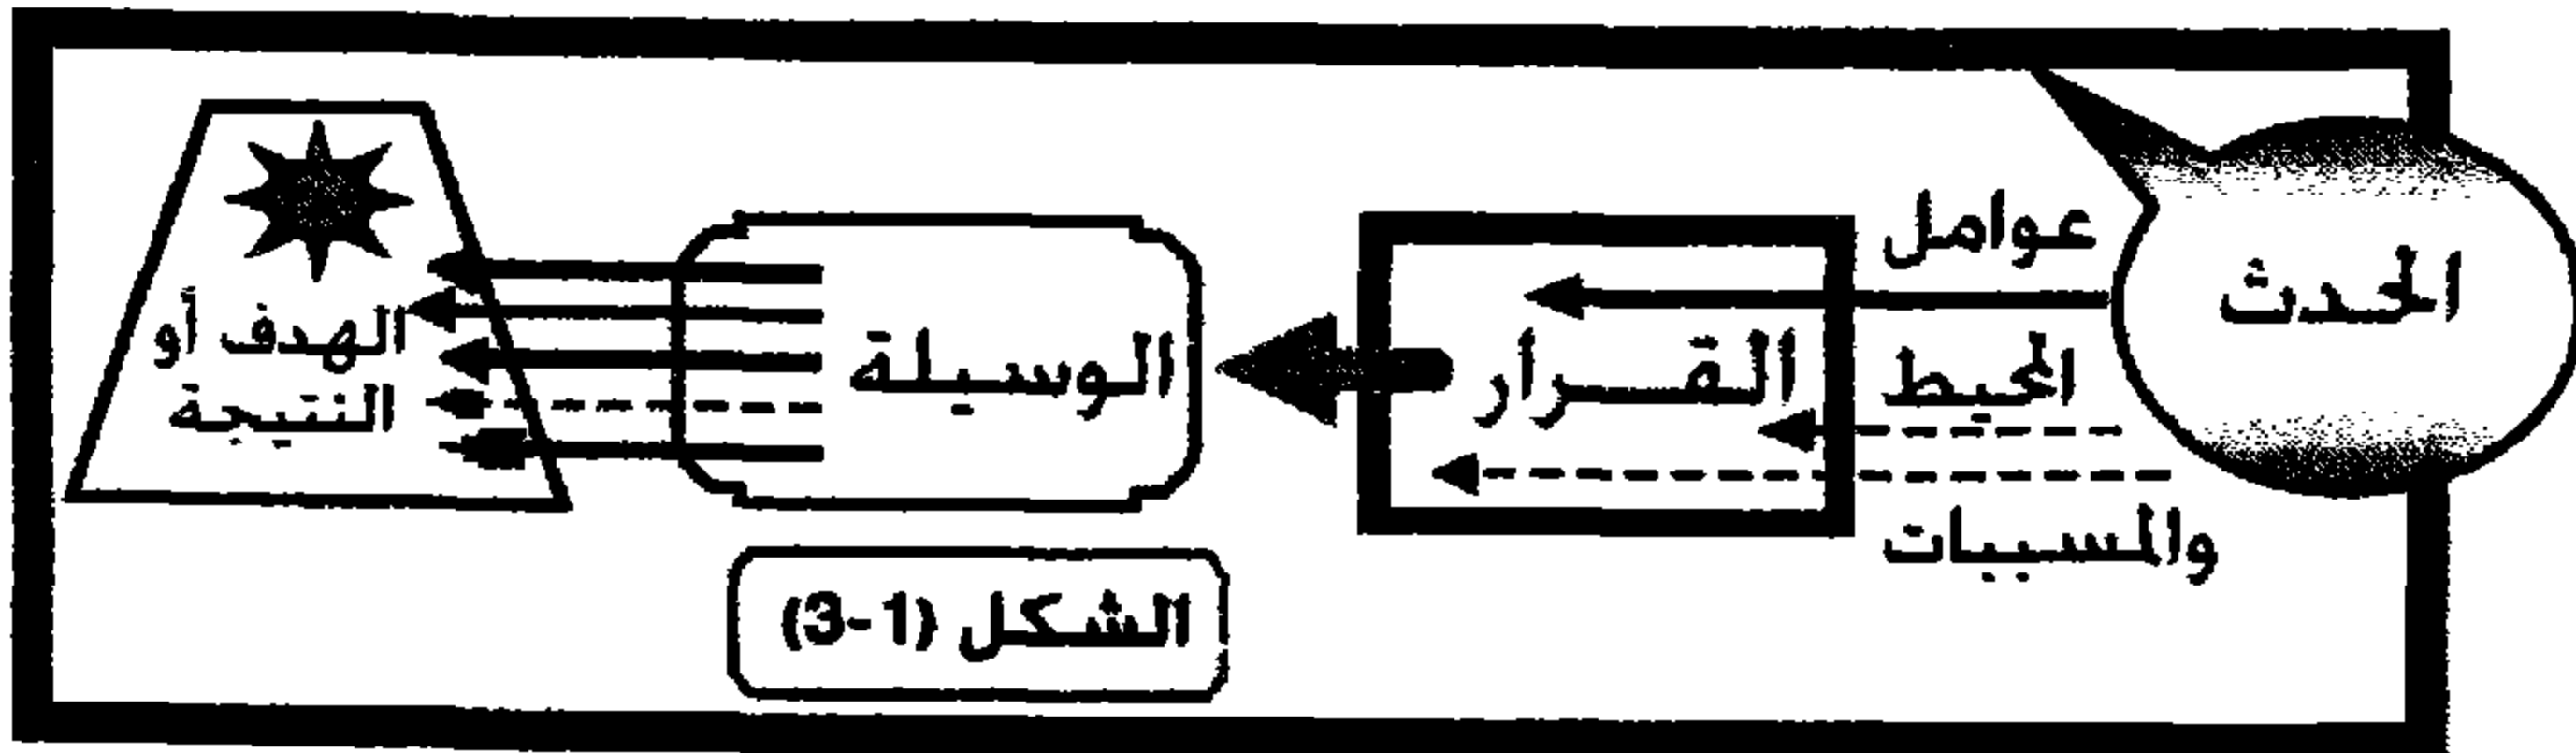 الحدث
عوامل
المحيط
والمسببات
القرار
الوسيلة
الهدف أو
النتيجة
الشكل (1-3)